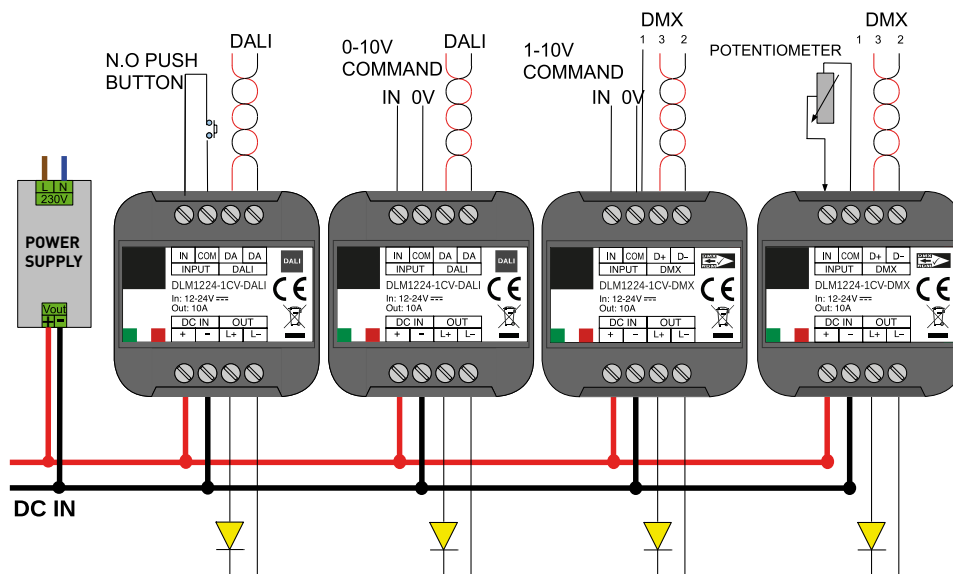 N.O PUSH
BUTTON
DALI
0-10V
COMMAND
IN 0V
DALI
1-10V
COMMAND
IN 0V
DMX
1 3 2
POTENTIOMETER
DMX
1 3 2
L N
230V
POWER
SUPPLY
Vout
+ -
IN COM DA DA
INPUT DALI
DALI
DLM1224-1CV-DALI
In: 12-24V
Out: 10A
CE
DC IN OUT
+ - L+ L-
IN COM DA DA
INPUT DALI
DALI
DLM1224-1CV-DALI
In: 12-24V
Out: 10A
CE
DC IN OUT
+ - L+ L-
IN COM D+ D-
INPUT DMX
DLM1224-1CV-DMX
In: 12-24V
Out: 10A
CE
DC IN OUT
+ - L+ L-
IN COM D+ D-
INPUT DMX
DLM1224-1CV-DMX
In: 12-24V
Out: 10A
CE
DC IN OUT
+ - L+ L-
DC IN